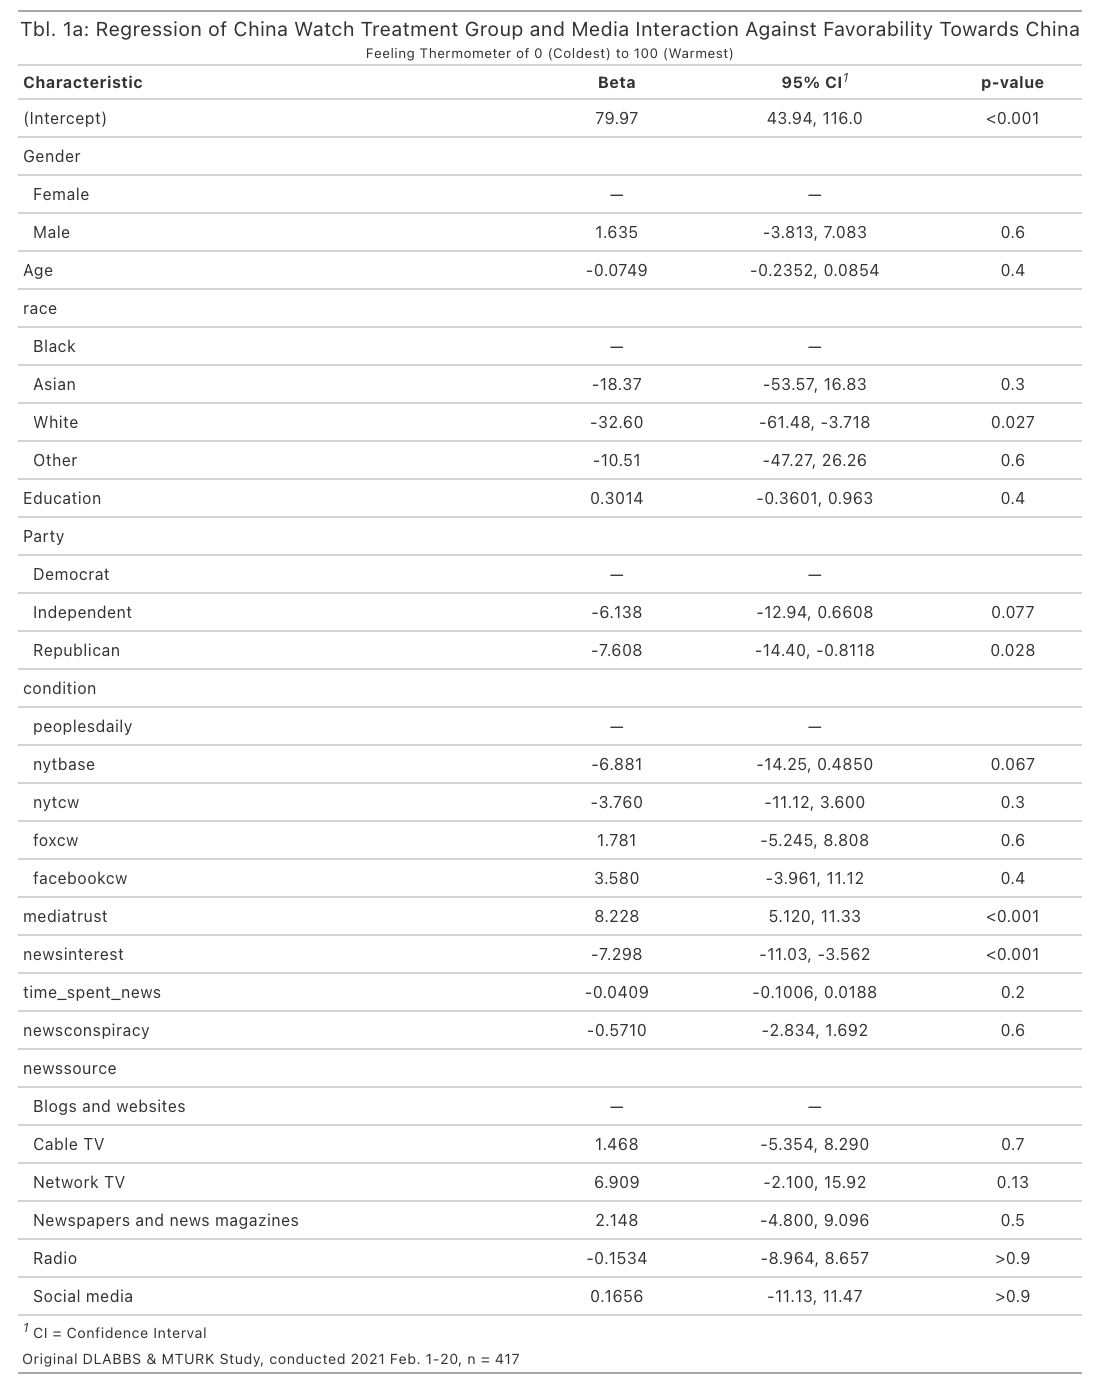 Tbl. 1a: Regression of China Watch Treatment Group and Media Interaction Against Favorability Towards China
Feeling Thermometer of 0 (Coldest) to 100 (Warmest)
Characteristic Beta 95% CI1 p-value
(Intercept) 79.97 43.94, 116.0 <0.001
Gender
Female — —
Male 1.635 -3.813, 7.083 0.6
Age -0.0749 -0.2352, 0.0854 0.4
race
Black — —
Asian -18.37 -53.57, 16.83 0.3
White -32.60 -61.48, -3.718 0.027
Other -10.51 -47.27, 26.26 0.6
Education 0.3014 -0.3601, 0.963 0.4
Party
Democrat — —
Independent -6.138 -12.94, 0.6608 0.077
Republican -7.608 -14.40, -0.8118 0.028
condition
peoplesdaily — —
nytbase -6.881 -14.25, 0.4850 0.067
nytcw -3.760 -11.12, 3.600 0.3
foxcw 1.781 -5.245, 8.808 0.6
facebookcw 3.580 -3.961, 11.12 0.4
mediatrust 8.228 5.120, 11.33 <0.001
newsinterest -7.298 -11.03, -3.562 <0.001
time_spent_news -0.0409 -0.1006, 0.0188 0.2
newsconspiracy -0.5710 -2.834, 1.692 0.6
newssource
Blogs and websites — —
Cable TV 1.468 -5.354, 8.290 0.7
Network TV 6.909 -2.100, 15.92 0.13
Newspapers and news magazines 2.148 -4.800, 9.096 0.5
Radio -0.1534 -8.964, 8.657 >0.9
Social media 0.1656 -11.13, 11.47 >0.9
1 CI = Confidence Interval
Original DLABBS & MTURK Study, conducted 2021 Feb. 1-20, n = 417